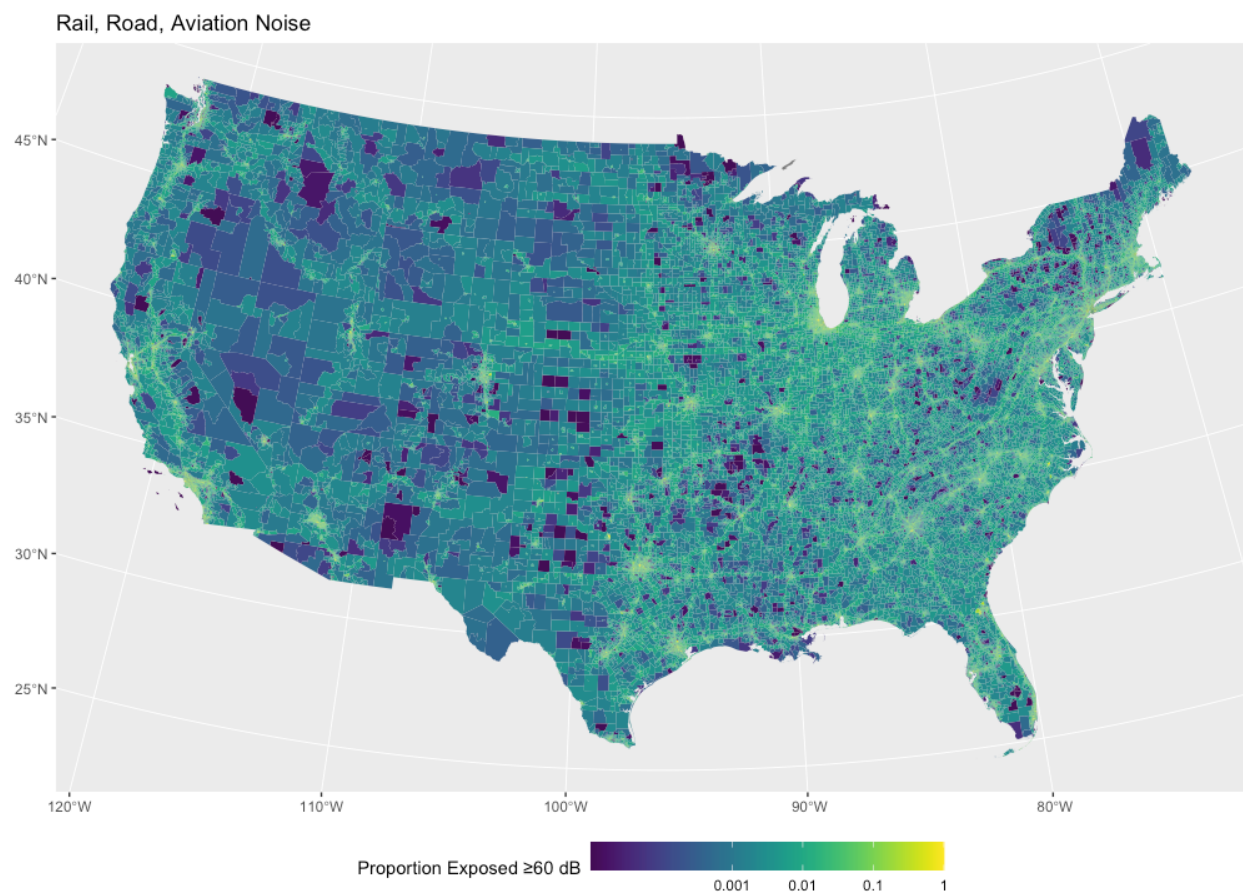 Rail, Road, Aviation Noise
45°N
40°N
35°N
30°N
25°N
120°W 110°W 100°W 90°W 80°W
Proportion Exposed ≥60 dB
0.001 0.01 0.1 1